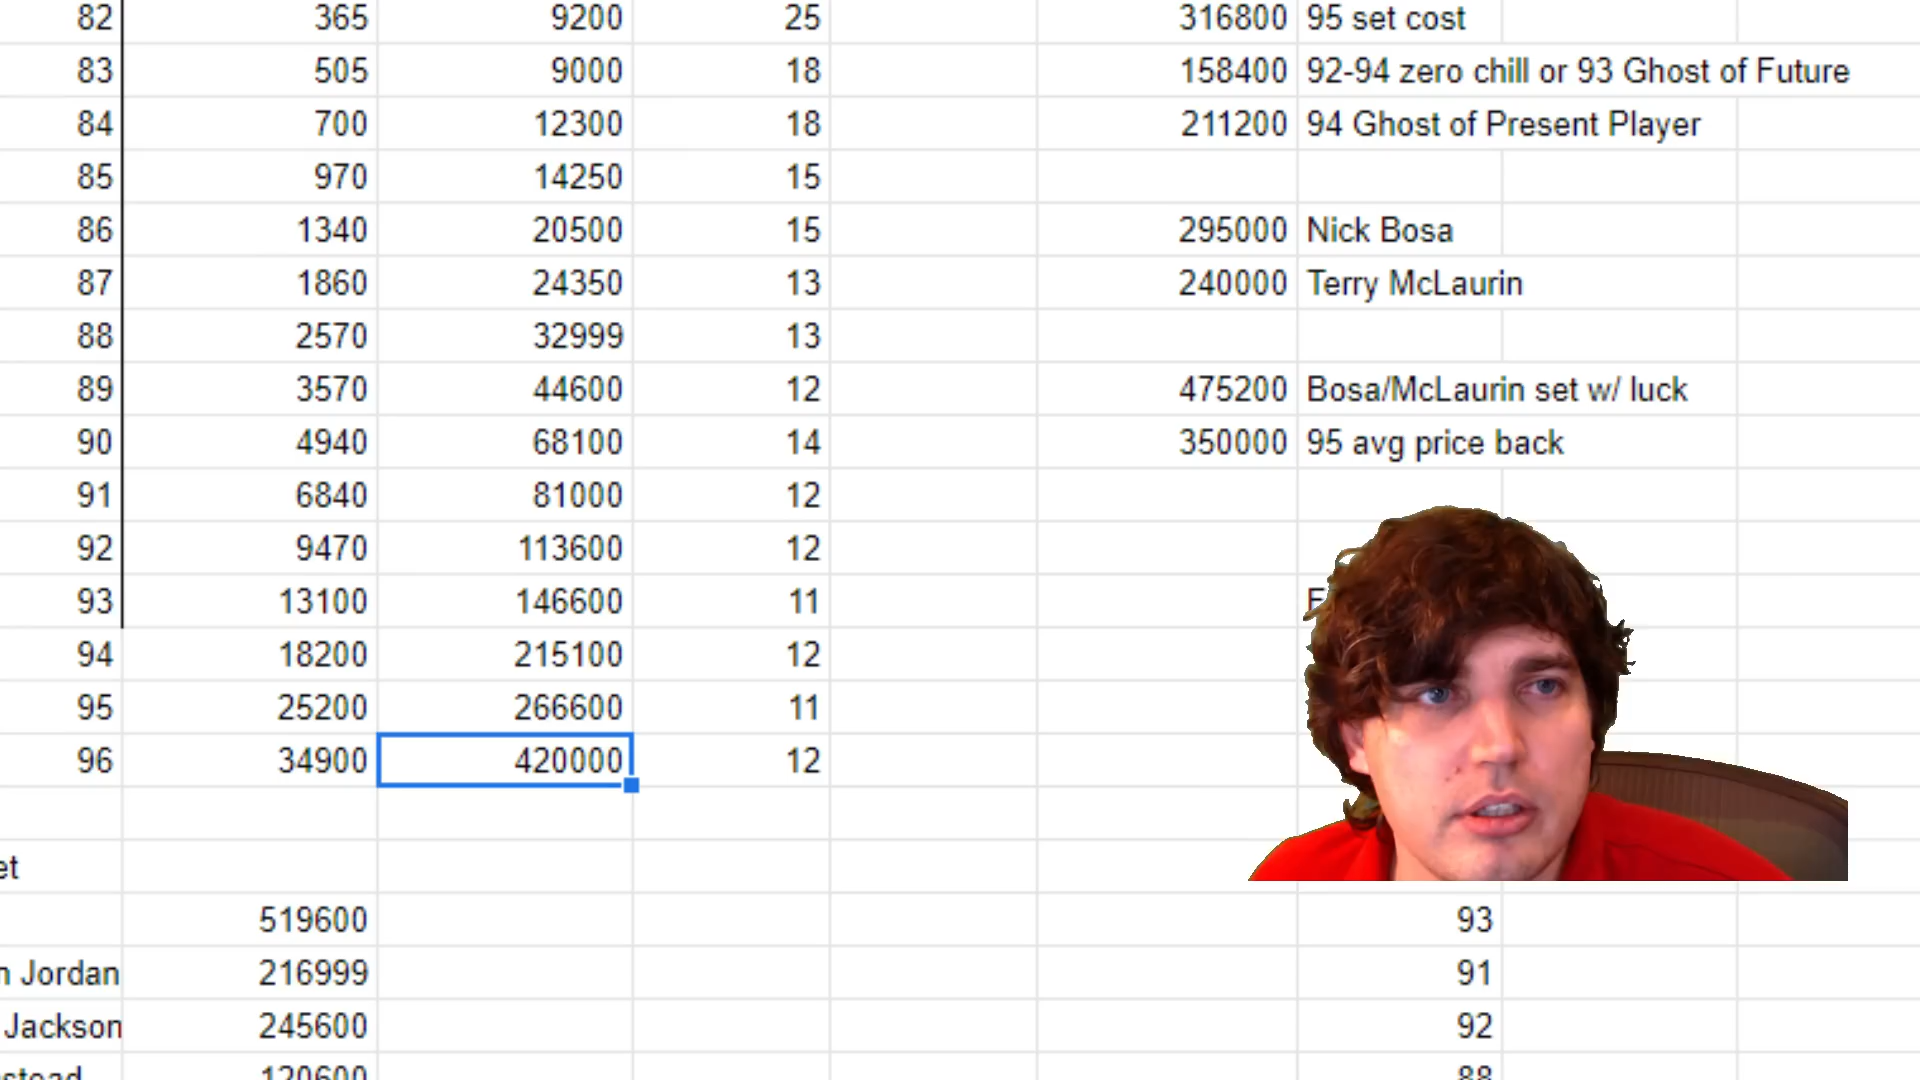 82 365 9200 25 316800 95 set cost
83 505 9000 18 158400 92-94 zero chill or 93 Ghost of Future
84 700 12300 18 211200 94 Ghost of Present Player
85 970 14250 15
86 1340 20500 15 295000 Nick Bosa
87 1860 24350 13 240000 Terry McLaurin
88 2570 32999 13
89 3570 44600 12 475200 Bosa/McLaurin set w/ luck
90 4940 68100 14 350000 95 avg price back
91 6840 81000 12
92 9470 113600 12
93 13100 146600 11
94 18200 215100 12
95 25200 266600 11
96 34900 420000 12
et
519600 93
n Jordan 216999 91
Jackson 245600 92
stead 120600 88